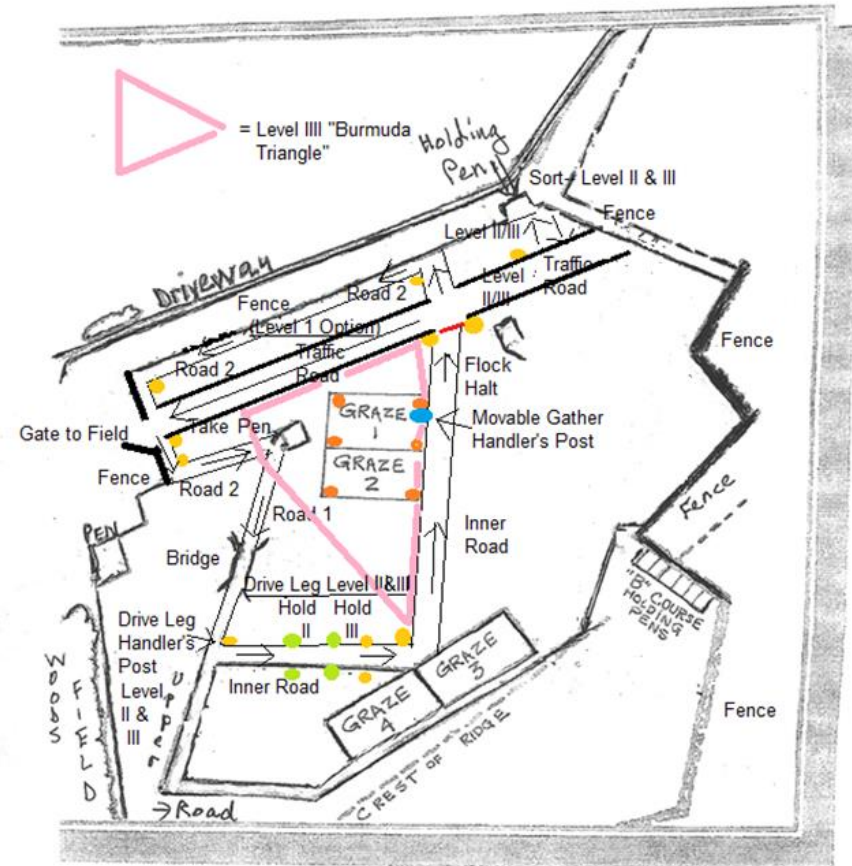 = Level IIII "Burmuda
Triangle"
Holding
Pen
Sort-- Level II & III
Fence
Level II/III
Driveway
Fence
Road 2
Level
II/III
Traffic
Road
(Level 1 Option)
Traffic
Road
Road 2
Fence
Flock
Halt
GRAZE
1
Movable Gather
Handler's Post
Gate to Field
Take Pen
Fence
Road 2
GRAZE
2
Fence
Road 1
PEN
Bridge
Inner
Road
Drive Leg Level II&III
Hold
II
Hold
III
"B" COURSE
HOLDING
PENS
Drive Leg
Handler's
Post
Level
II &
III
WOODS
FIELD
Upper
Inner Road
GRAZE
3
GRAZE
4
Fence
CREST OF RIDGE
Road